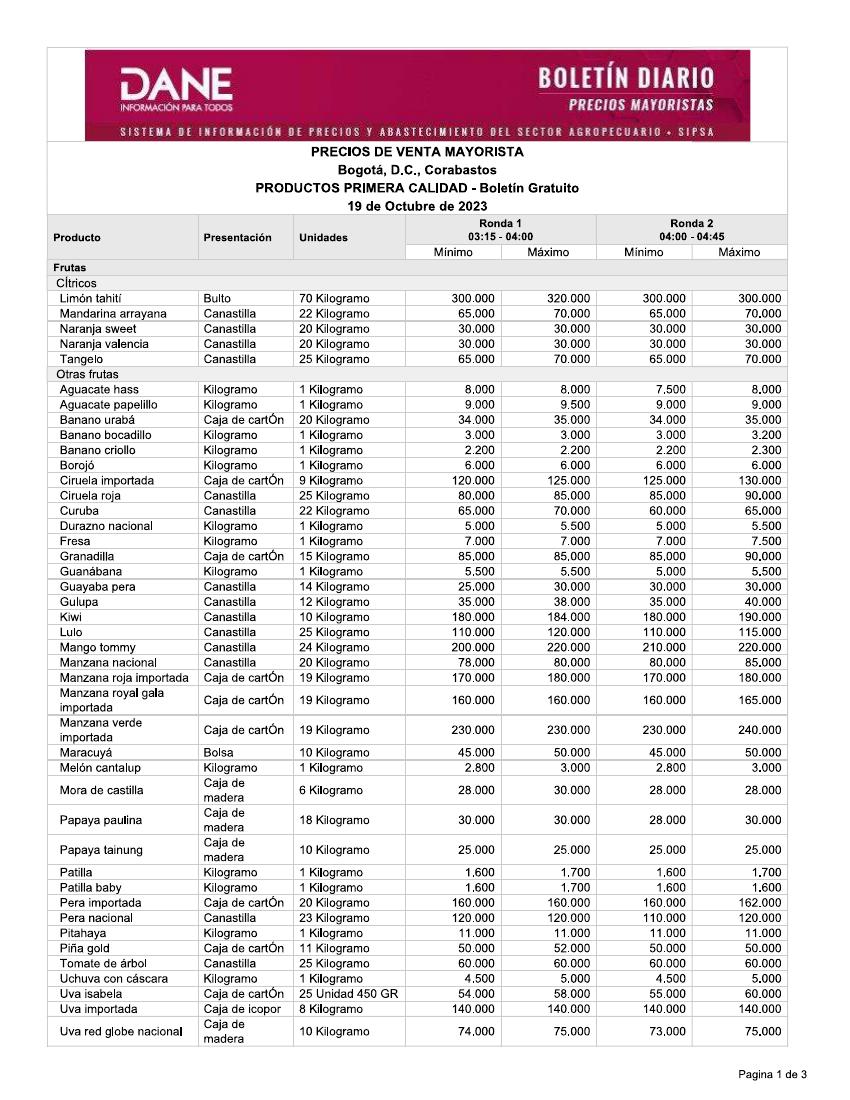 DANE
INFORMACIÓN PARA TODOS
BOLETÍN DIARIO
PRECIOS MAYORISTAS
SISTEMA DE INFORMACIÓN DE PRECIOS Y ABASTECIMIENTO DEL SECTOR AGROPECUARIO • SIPSA
PRECIOS DE VENTA MAYORISTA
Bogotá, D.C., Corabastos
PRODUCTOS PRIMERA CALIDAD - Boletín Gratuito
19 de Octubre de 2023
Producto Presentación Unidades Ronda 1 03:15 - 04:00 Ronda 2 04:00 - 04:45
Mínimo Máximo Mínimo Máximo
Frutas
CÍtricos
Limón tahití Bulto 70 Kilogramo 300.000 320.000 300.000 300.000
Mandarina arrayana Canastilla 22 Kilogramo 65.000 70.000 65.000 70.000
Naranja sweet Canastilla 20 Kilogramo 30.000 30.000 30.000 30.000
Naranja valencia Canastilla 20 Kilogramo 30.000 30.000 30.000 30.000
Tangelo Canastilla 25 Kilogramo 65.000 70.000 65.000 70.000
Otras frutas
Aguacate hass Kilogramo 1 Kilogramo 8.000 8.000 7.500 8.000
Aguacate papelillo Kilogramo 1 Kilogramo 9.000 9.500 9.000 9.000
Banano urabá Caja de cartÓn 20 Kilogramo 34.000 35.000 34.000 35.000
Banano bocadillo Kilogramo 1 Kilogramo 3.000 3.000 3.000 3.200
Banano criollo Kilogramo 1 Kilogramo 2.200 2.200 2.200 2.300
Borojó Kilogramo 1 Kilogramo 6.000 6.000 6.000 6.000
Ciruela importada Caja de cartÓn 9 Kilogramo 120.000 125.000 125.000 130.000
Ciruela roja Canastilla 25 Kilogramo 80.000 85.000 85.000 90.000
Curuba Canastilla 22 Kilogramo 65.000 70.000 60.000 65.000
Durazno nacional Kilogramo 1 Kilogramo 5.000 5.500 5.000 5.500
Fresa Kilogramo 1 Kilogramo 7.000 7.000 7.000 7.500
Granadilla Caja de cartÓn 15 Kilogramo 85.000 85.000 85.000 90.000
Guanábana Kilogramo 1 Kilogramo 5.500 5.500 5.000 5.500
Guayaba pera Canastilla 14 Kilogramo 25.000 30.000 30.000 30.000
Gulupa Canastilla 12 Kilogramo 35.000 38.000 35.000 40.000
Kiwi Canastilla 10 Kilogramo 180.000 184.000 180.000 190.000
Lulo Canastilla 25 Kilogramo 110.000 120.000 110.000 115.000
Mango tommy Canastilla 24 Kilogramo 200.000 220.000 210.000 220.000
Manzana nacional Canastilla 20 Kilogramo 78.000 80.000 80.000 85.000
Manzana roja importada Caja de cartÓn 19 Kilogramo 170.000 180.000 170.000 180.000
Manzana royal gala importada Caja de cartÓn 19 Kilogramo 160.000 160.000 160.000 165.000
Manzana verde importada Caja de cartÓn 19 Kilogramo 230.000 230.000 230.000 240.000
Maracuyá Bolsa 10 Kilogramo 45.000 50.000 45.000 50.000
Melón cantalup Kilogramo 1 Kilogramo 2.800 3.000 2.800 3.000
Mora de castilla Caja de madera 6 Kilogramo 28.000 30.000 28.000 28.000
Papaya paulina Caja de madera 18 Kilogramo 30.000 30.000 28.000 30.000
Papaya tainung Caja de madera 10 Kilogramo 25.000 25.000 25.000 25.000
Patilla Kilogramo 1 Kilogramo 1.600 1.700 1.600 1.700
Patilla baby Kilogramo 1 Kilogramo 1.600 1.700 1.600 1.600
Pera importada Caja de cartÓn 20 Kilogramo 160.000 160.000 160.000 162.000
Pera nacional Canastilla 23 Kilogramo 120.000 120.000 110.000 120.000
Pitahaya Kilogramo 1 Kilogramo 11.000 11.000 11.000 11.000
Piña gold Caja de cartÓn 11 Kilogramo 50.000 52.000 50.000 50.000
Tomate de árbol Canastilla 25 Kilogramo 60.000 60.000 60.000 60.000
Uchuva con cáscara Kilogramo 1 Kilogramo 4.500 5.000 4.500 5.000
Uva isabela Caja de cartÓn 25 Unidad 450 GR 54.000 58.000 55.000 60.000
Uva importada Caja de icopor 8 Kilogramo 140.000 140.000 140.000 140.000
Uva red globe nacional Caja de madera 10 Kilogramo 74.000 75.000 73.000 75.000
Pagina 1 de 3